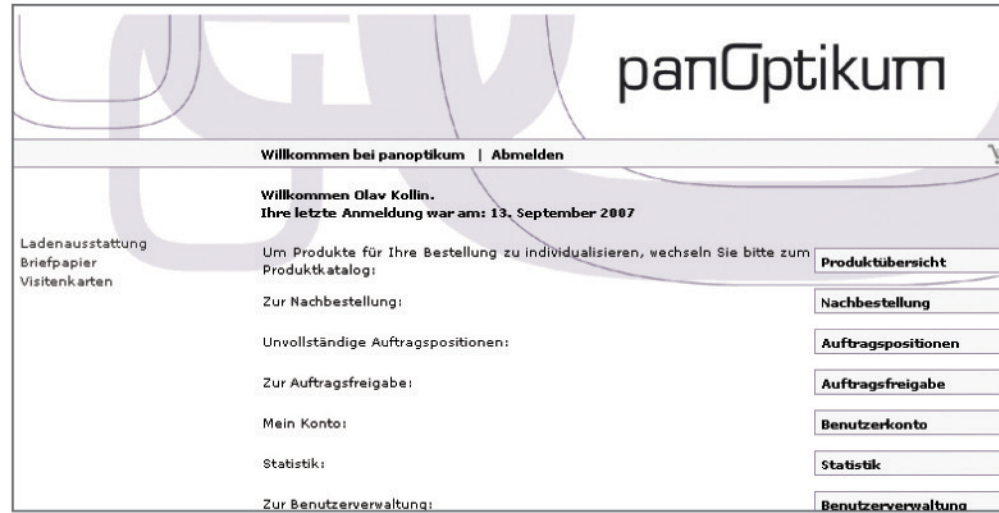 panOptikum
Willkommen bei panoptikum | Abmelden
Willkommen Olav Kollin.
Ihre letzte Anmeldung war am: 13. September 2007
Ladenausstattung
Briefpapier
Visitenkarten
Um Produkte für Ihre Bestellung zu individualisieren, wechseln Sie bitte zum
Produktkatalog:
Produktübersicht
Zur Nachbestellung:
Nachbestellung
Unvollständige Auftragspositionen:
Auftragspositionen
Zur Auftragsfreigabe:
Auftragsfreigabe
Mein Konto:
Benutzerkonto
Statistik:
Statistik
Zur Benutzerverwaltung:
Benutzerverwaltung